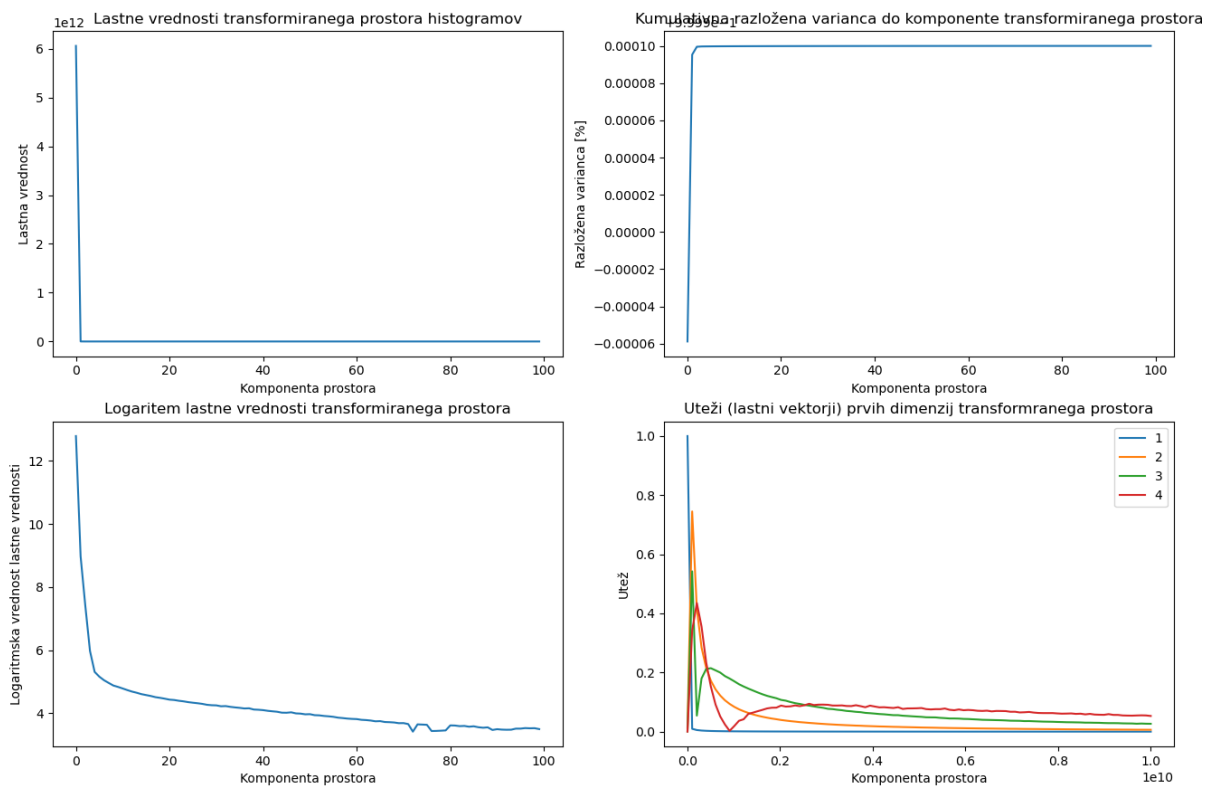 Lastne vrednosti transformiranega prostora histogramov
1e12
6
5
4
3
2
1
0
Lastna vrednost
0 20 40 60 80 100
Komponenta prostora
Kumulativna razložena varianca do komponente transformiranega prostora
+9.999e−1
0.00010
0.00008
0.00006
0.00004
0.00002
0.00000
−0.00002
−0.00004
−0.00006
Razložena varianca [%]
0 20 40 60 80 100
Komponenta prostora
Logaritem lastne vrednosti transformiranega prostora
12
10
8
6
4
Logaritmska vrednost lastne vrednosti
0 20 40 60 80 100
Komponenta prostora
Uteži (lastni vektorji) prvih dimenzij transformranega prostora
1.0
0.8
0.6
0.4
0.2
0.0
Utež
1
2
3
4
0.0 0.2 0.4 0.6 0.8 1.0
1e10
Komponenta prostora